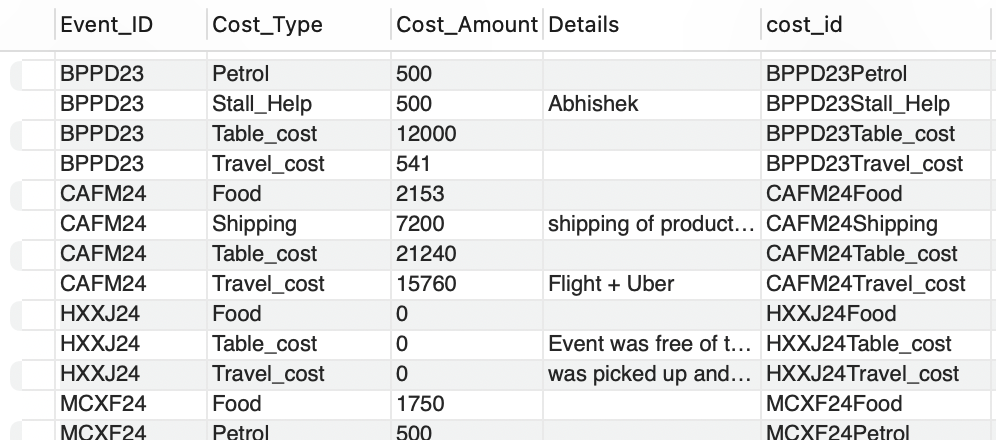 Event_ID Cost_Type Cost_Amount Details cost_id
BPPD23 Petrol 500 BPPD23Petrol
BPPD23 Stall_Help 500 Abhishek BPPD23Stall_Help
BPPD23 Table_cost 12000 BPPD23Table_cost
BPPD23 Travel_cost 541 BPPD23Travel_cost
CAFM24 Food 2153 CAFM24Food
CAFM24 Shipping 7200 shipping of product... CAFM24Shipping
CAFM24 Table_cost 21240 CAFM24Table_cost
CAFM24 Travel_cost 15760 Flight + Uber CAFM24Travel_cost
HXXJ24 Food 0 HXXJ24Food
HXXJ24 Table_cost 0 Event was free of t... HXXJ24Table_cost
HXXJ24 Travel_cost 0 was picked up and... HXXJ24Travel_cost
MCXF24 Food 1750 MCXF24Food
MCXF24 Petrol 500 MCXF24Petrol